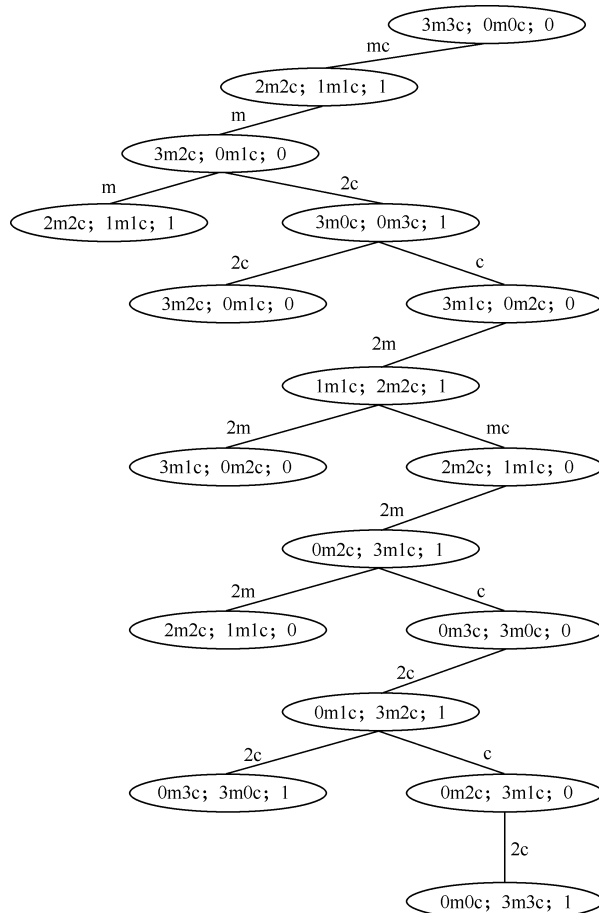 3m3c; 0m0c; 0
mc
2m2c; 1m1c; 1
m
3m2c; 0m1c; 0
m 2c
2m2c; 1m1c; 1 3m0c; 0m3c; 1
2c c
3m2c; 0m1c; 0 3m1c; 0m2c; 0
2m
1m1c; 2m2c; 1
2m mc
3m1c; 0m2c; 0 2m2c; 1m1c; 0
2m
0m2c; 3m1c; 1
2m c
2m2c; 1m1c; 0 0m3c; 3m0c; 0
2c
0m1c; 3m2c; 1
2c c
0m3c; 3m0c; 1 0m2c; 3m1c; 0
2c
0m0c; 3m3c; 1